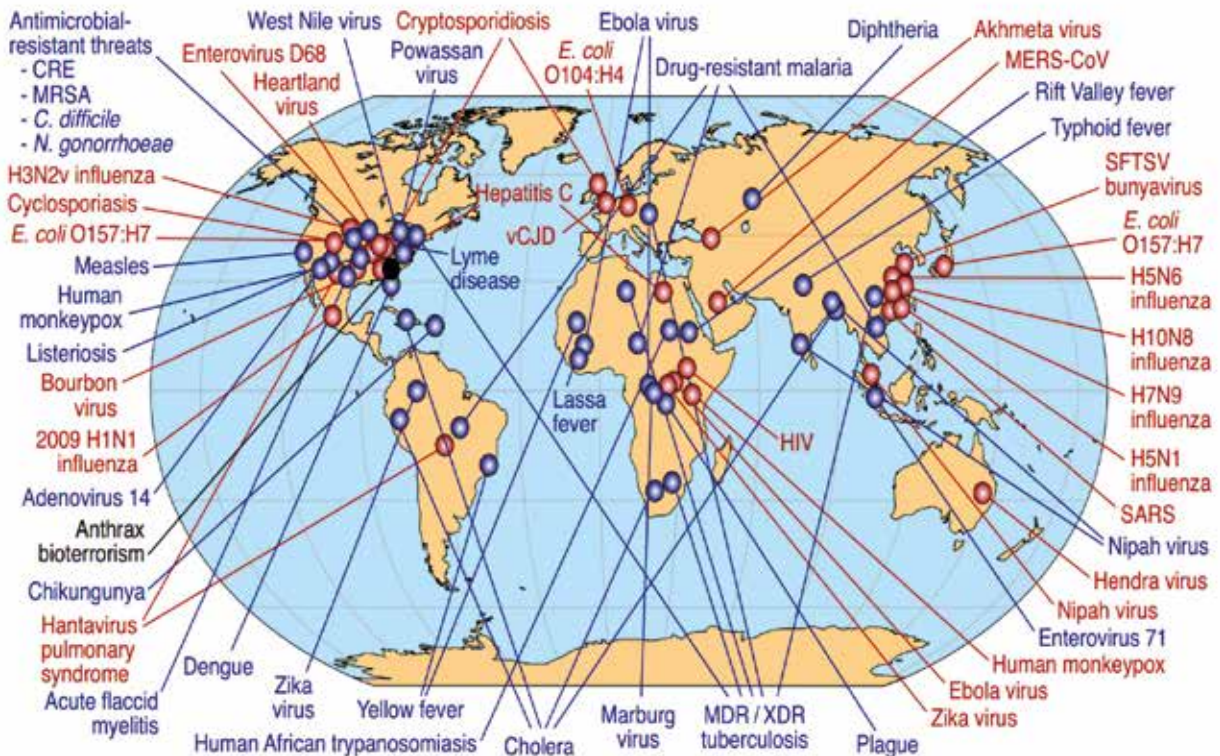 Antimicrobial-
resistant threats
- CRE
- MRSA
- C. difficile
- N. gonorrhoeae
West Nile virus
Enterovirus D68
Heartland
virus
Cryptosporidiosis
Powassan
virus
Ebola virus
E. coli
O104:H4
Drug-resistant malaria
Diphtheria
Akhmeta virus
MERS-CoV
Rift Valley fever
Typhoid fever
SFTSV
bunyavirus
E. coli
O157:H7
H5N6
influenza
H10N8
influenza
H7N9
influenza
H5N1
influenza
SARS
Nipah virus
Hendra virus
Nipah virus
Enterovirus 71
Human monkeypox
Ebola virus
Zika virus
Plague
MDR / XDR
tuberculosis
Marburg
virus
Cholera
Human African trypanosomiasis
Yellow fever
Zika
virus
Dengue
Acute flaccid
myelitis
Hantavirus
pulmonary
syndrome
Chikungunya
Anthrax
bioterrorism
Adenovirus 14
2009 H1N1
influenza
Bourbon
virus
Listeriosis
Human
monkeypox
Measles
E. coli O157:H7
Cyclosporiasis
H3N2v influenza
Lyme
disease
Hepatitis C
vCJD
Lassa
fever
HIV